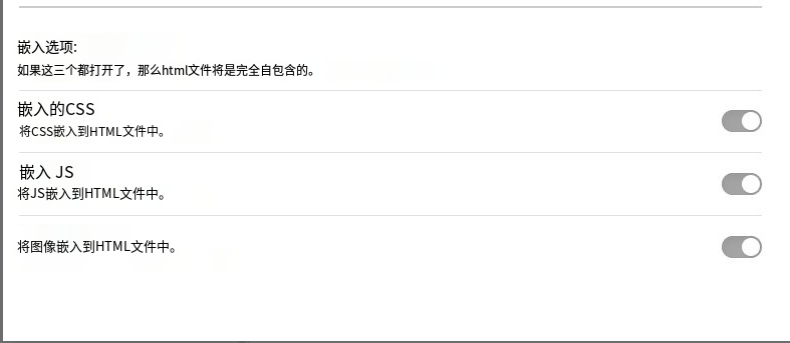 嵌入选项:
如果这三个都打开了，那么html文件将是完全自包含的。
嵌入的CSS
将CSS嵌入到HTML文件中。
嵌入 JS
将JS嵌入到HTML文件中。
将图像嵌入到HTML文件中。